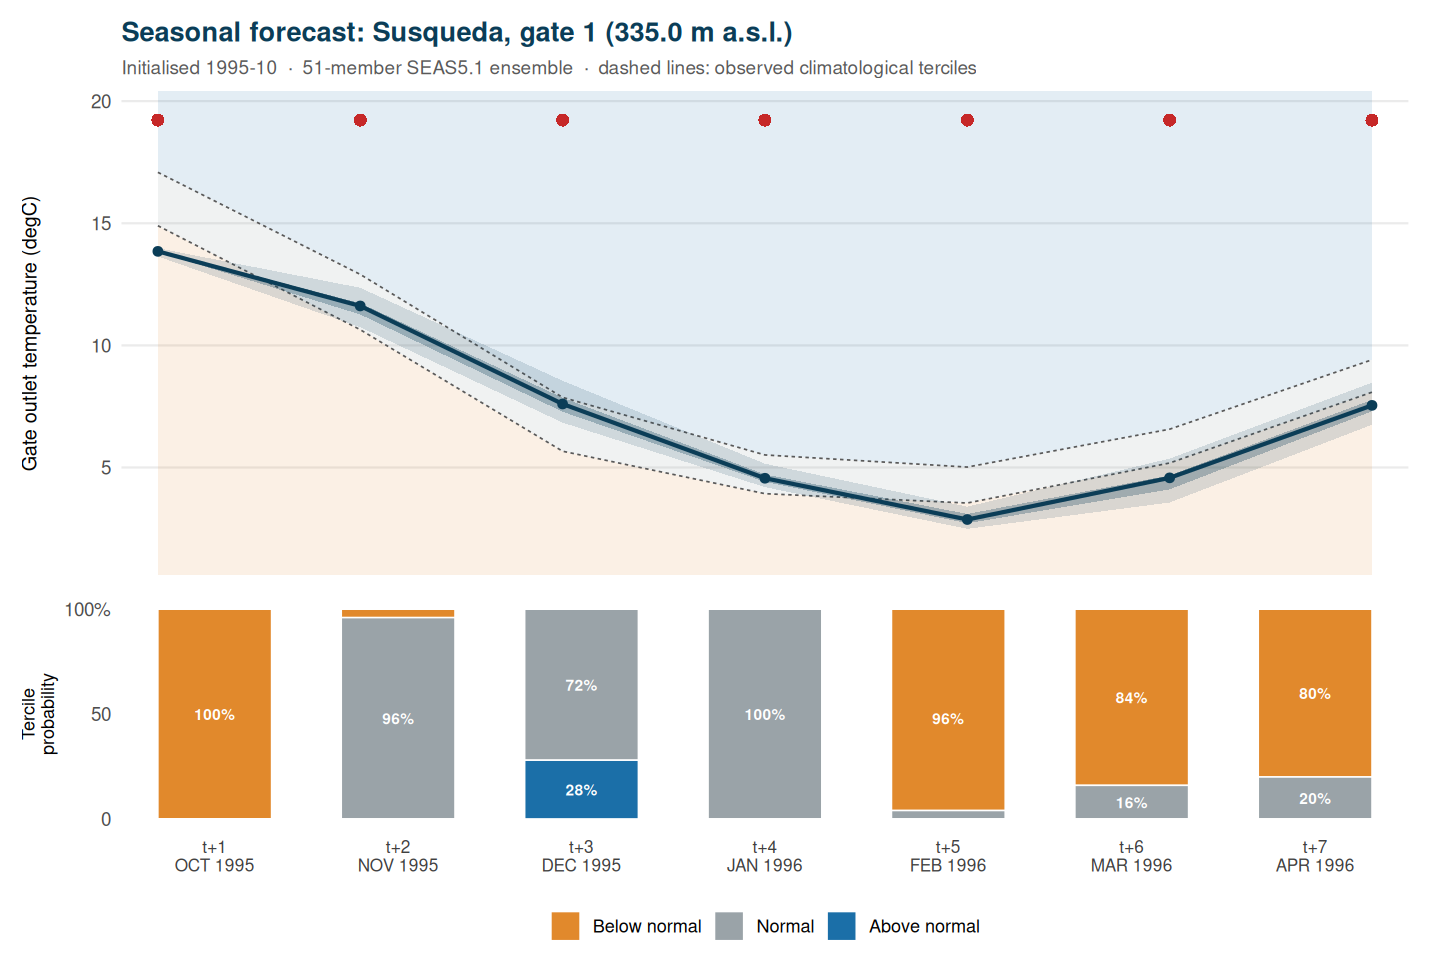 Seasonal forecast: Susqueda, gate 1 (335.0 m a.s.l.)
Initialised 1995-10 · 51-member SEAS5.1 ensemble · dashed lines: observed climatological terciles
Gate outlet temperature (degC)
20
15
10
5
Tercile
probability
100%
50
0
100%
96%
72%
28%
100%
96%
84%
16%
80%
20%
t+1
OCT 1995
t+2
NOV 1995
t+3
DEC 1995
t+4
JAN 1996
t+5
FEB 1996
t+6
MAR 1996
t+7
APR 1996
Below normal
Normal
Above normal